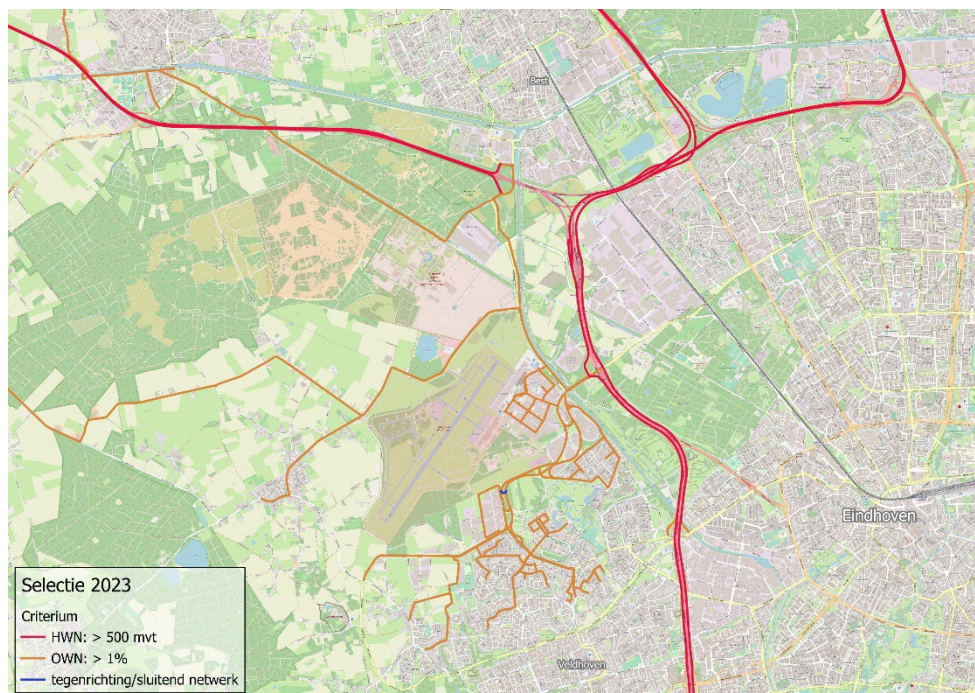 Best
Eindhoven
Veldhoven
Selectie 2023
Criterium
HWN: > 500 mvt
OWN: > 1%
tegenrichting/sluitend netwerk